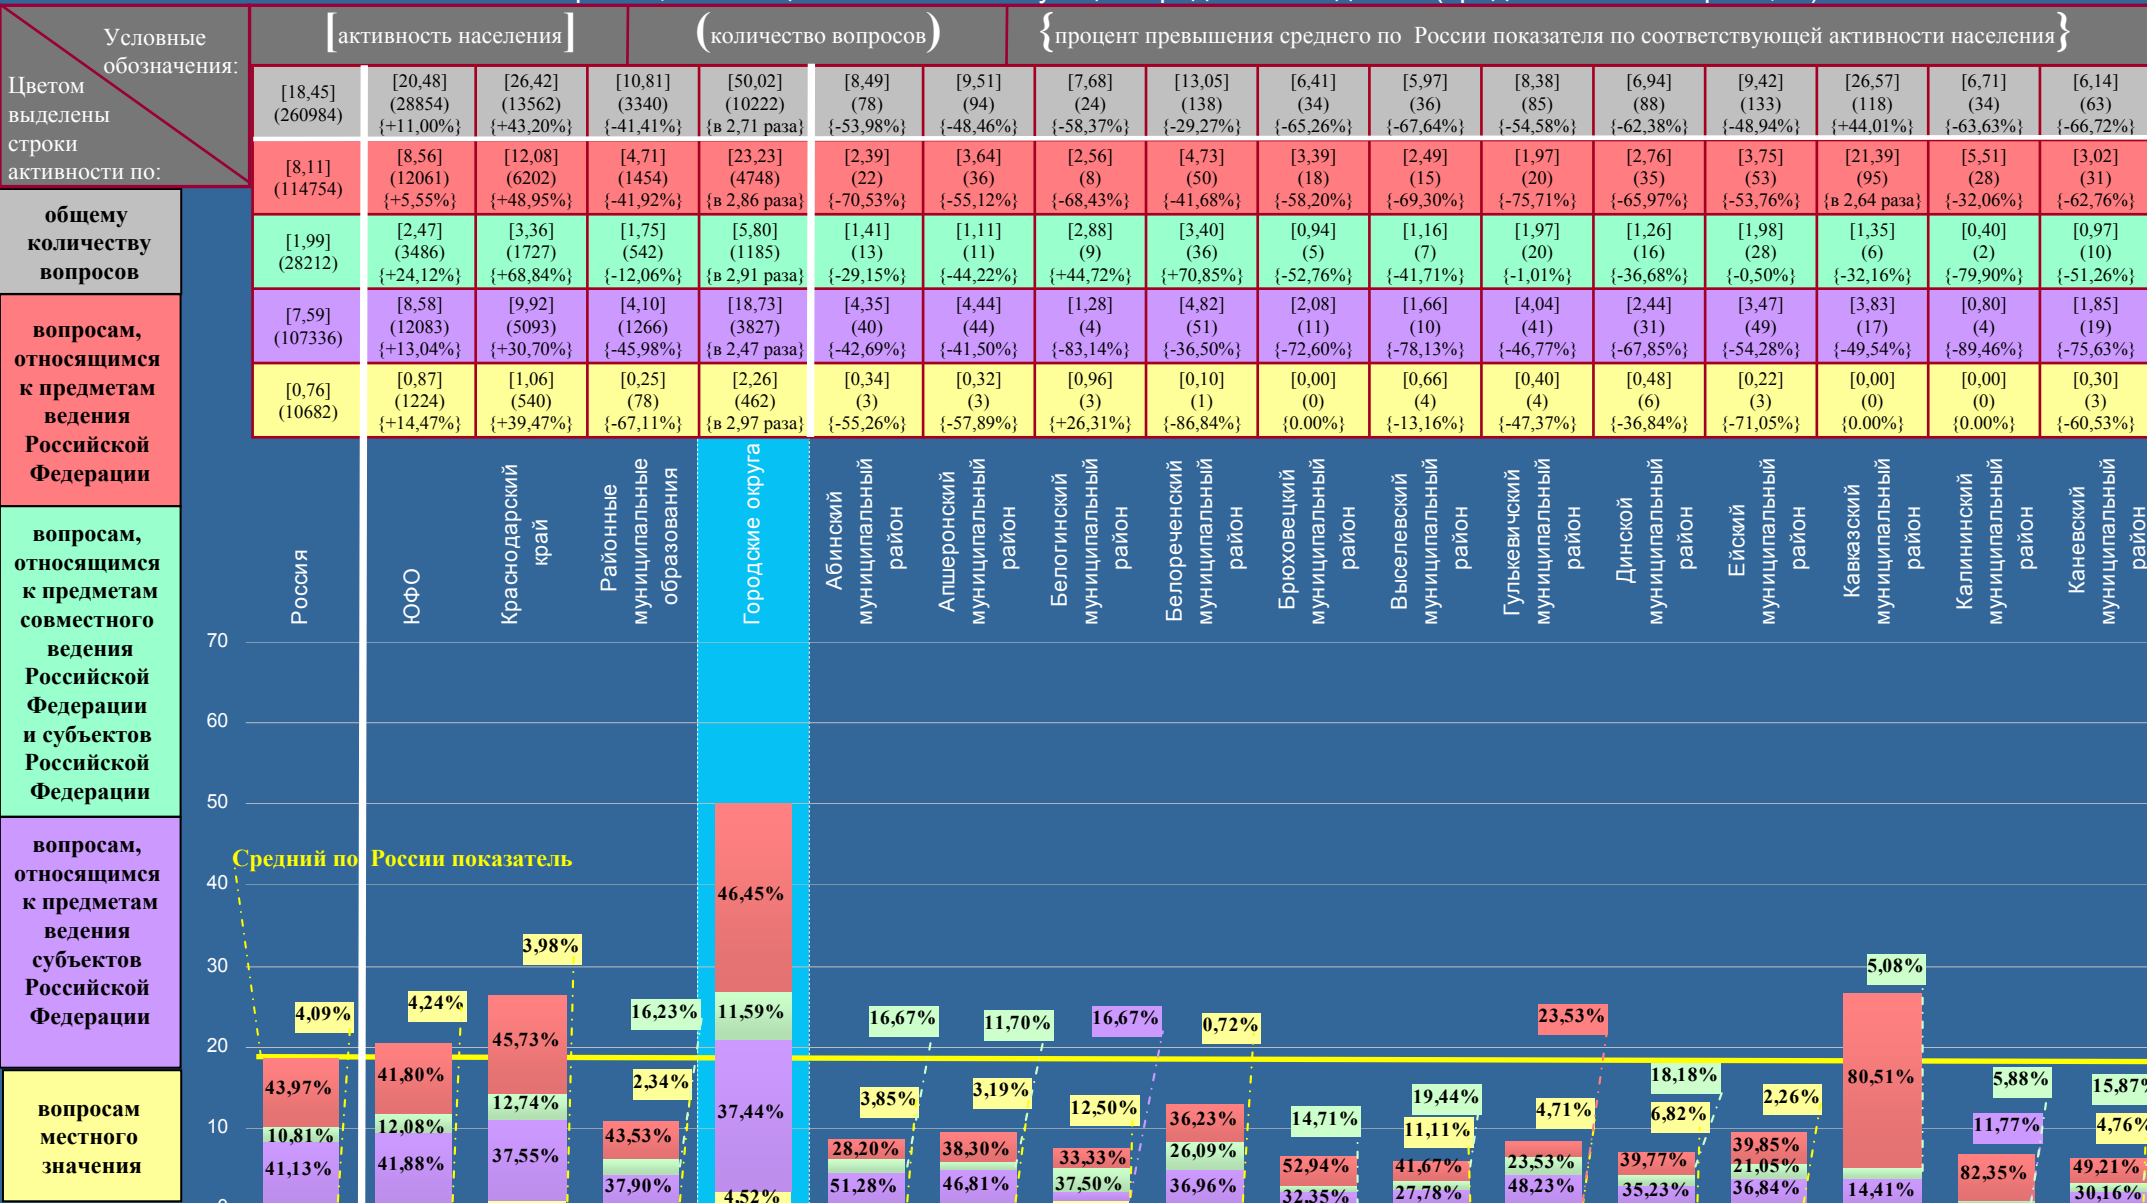 Условные
обозначения:
Цветом
выделены
строки
активности по:
[активность населения]
(количество вопросов)
{процент превышения среднего по России показателя по соответствующей активности населения}
[18,45] [20,48] [26,42] [10,81] [50,02] [8,49] [9,51] [7,68] [13,05] [6,41] [5,97] [8,38] [6,94] [9,42] [26,57] [6,71] [6,14]
(260984) (28854) (13562) (3340) (10222) (78) (94) (24) (138) (34) (36) (85) (88) (133) (118) (34) (63)
{+11,00%} {+43,20%} {-41,41%} {в 2,71 раза} {-53,98%} {-48,46%} {-58,37%} {-29,27%} {-65,26%} {-67,64%} {-54,58%} {-62,38%} {-48,94%} {+44,01%} {-63,63%} {-66,72%}
[8,11] [8,56] [12,08] [4,71] [23,23] [2,39] [3,64] [2,56] [4,73] [3,39] [2,49] [1,97] [2,76] [3,75] [21,39] [5,51] [3,02]
(114754) (12061) (6202) (1454) (4748) (22) (36) (8) (50) (18) (15) (20) (35) (53) (95) (28) (31)
{+5,55%} {+48,95%} {-41,92%} {в 2,86 раза} {-70,53%} {-55,12%} {-68,43%} {-41,68%} {-58,20%} {-69,30%} {-75,71%} {-65,97%} {-53,76%} {в 2,64 раза} {-32,06%} {-62,76%}
[1,99] [2,47] [3,36] [1,75] [5,80] [1,41] [1,11] [2,88] [3,40] [0,94] [1,16] [1,97] [1,26] [1,98] [1,35] [0,40] [0,97]
(28212) (3486) (1727) (542) (1185) (13) (11) (9) (36) (5) (7) (20) (16) (28) (6) (2) (10)
{+24,12%} {+68,84%} {-12,06%} {в 2,91 раза} {-29,15%} {-44,22%} {+44,72%} {+70,85%} {-52,76%} {-41,71%} {-1,01%} {-36,68%} {-0,50%} {-32,16%} {-79,90%} {-51,26%}
[7,59] [8,58] [9,92] [4,10] [18,73] [4,35] [4,44] [1,28] [4,82] [2,08] [1,66] [4,04] [2,44] [3,47] [3,83] [0,80] [1,85]
(107336) (12083) (5093) (1266) (3827) (40) (44) (4) (51) (11) (10) (41) (31) (49) (17) (4) (19)
{+13,04%} {+30,70%} {-45,98%} {в 2,47 раза} {-42,69%} {-41,50%} {-83,14%} {-36,50%} {-72,60%} {-78,13%} {-46,77%} {-67,85%} {-54,28%} {-49,54%} {-89,46%} {-75,63%}
[0,76] [0,87] [1,06] [0,25] [2,26] [0,34] [0,32] [0,96] [0,10] [0,00] [0,66] [0,40] [0,48] [0,22] [0,00] [0,00] [0,30]
(10682) (1224) (540) (78) (462) (3) (3) (3) (1) (0) (4) (4) (6) (3) (0) (0) (3)
{+14,47%} {+39,47%} {-67,11%} {в 2,97 раза} {-55,26%} {-57,89%} {+26,31%} {-86,84%} {0.00%} {-13,16%} {-47,37%} {-36,84%} {-71,05%} {0.00%} {0.00%} {-60,53%}
общему
количеству
вопросов
вопросам,
относящимся
к предметам
ведения
Российской
Федерации
вопросам,
относящимся
к предметам
совместного
ведения
Российской
Федерации
и субъектов
Российской
Федерации
вопросам,
относящимся
к предметам
ведения
субъектов
Российской
Федерации
вопросам
местного
значения
Россия
ЮФО
Краснодарский
край
Районные
муниципальные
образования
Городские округа
Абинский
муниципальный
район
Апшеронский
муниципальный
район
Белогинский
муниципальный
район
Белореченский
муниципальный
район
Брюховецкий
муниципальный
район
Выселевский
муниципальный
район
Гулькевичский
муниципальный
район
Динской
муниципальный
район
Ейский
муниципальный
район
Кавказский
муниципальный
район
Калининский
муниципальный
район
Каневский
муниципальный
район
70
60
50
40
30
20
10
Средний по России показатель
4,09%
43,97%
10,81%
41,13%
4,24%
41,80%
12,08%
41,88%
3,98%
45,73%
12,74%
37,55%
16,23%
2,34%
43,53%
37,90%
46,45%
11,59%
37,44%
4,52%
16,67%
3,85%
28,20%
51,28%
11,70%
3,19%
38,30%
46,81%
16,67%
12,50%
33,33%
37,50%
0,72%
36,23%
26,09%
36,96%
14,71%
52,94%
32,35%
19,44%
11,11%
41,67%
27,78%
23,53%
4,71%
23,53%
48,23%
18,18%
6,82%
39,77%
35,23%
2,26%
39,85%
21,05%
36,84%
5,08%
80,51%
14,41%
5,88%
11,77%
82,35%
15,87%
4,76%
49,21%
30,16%